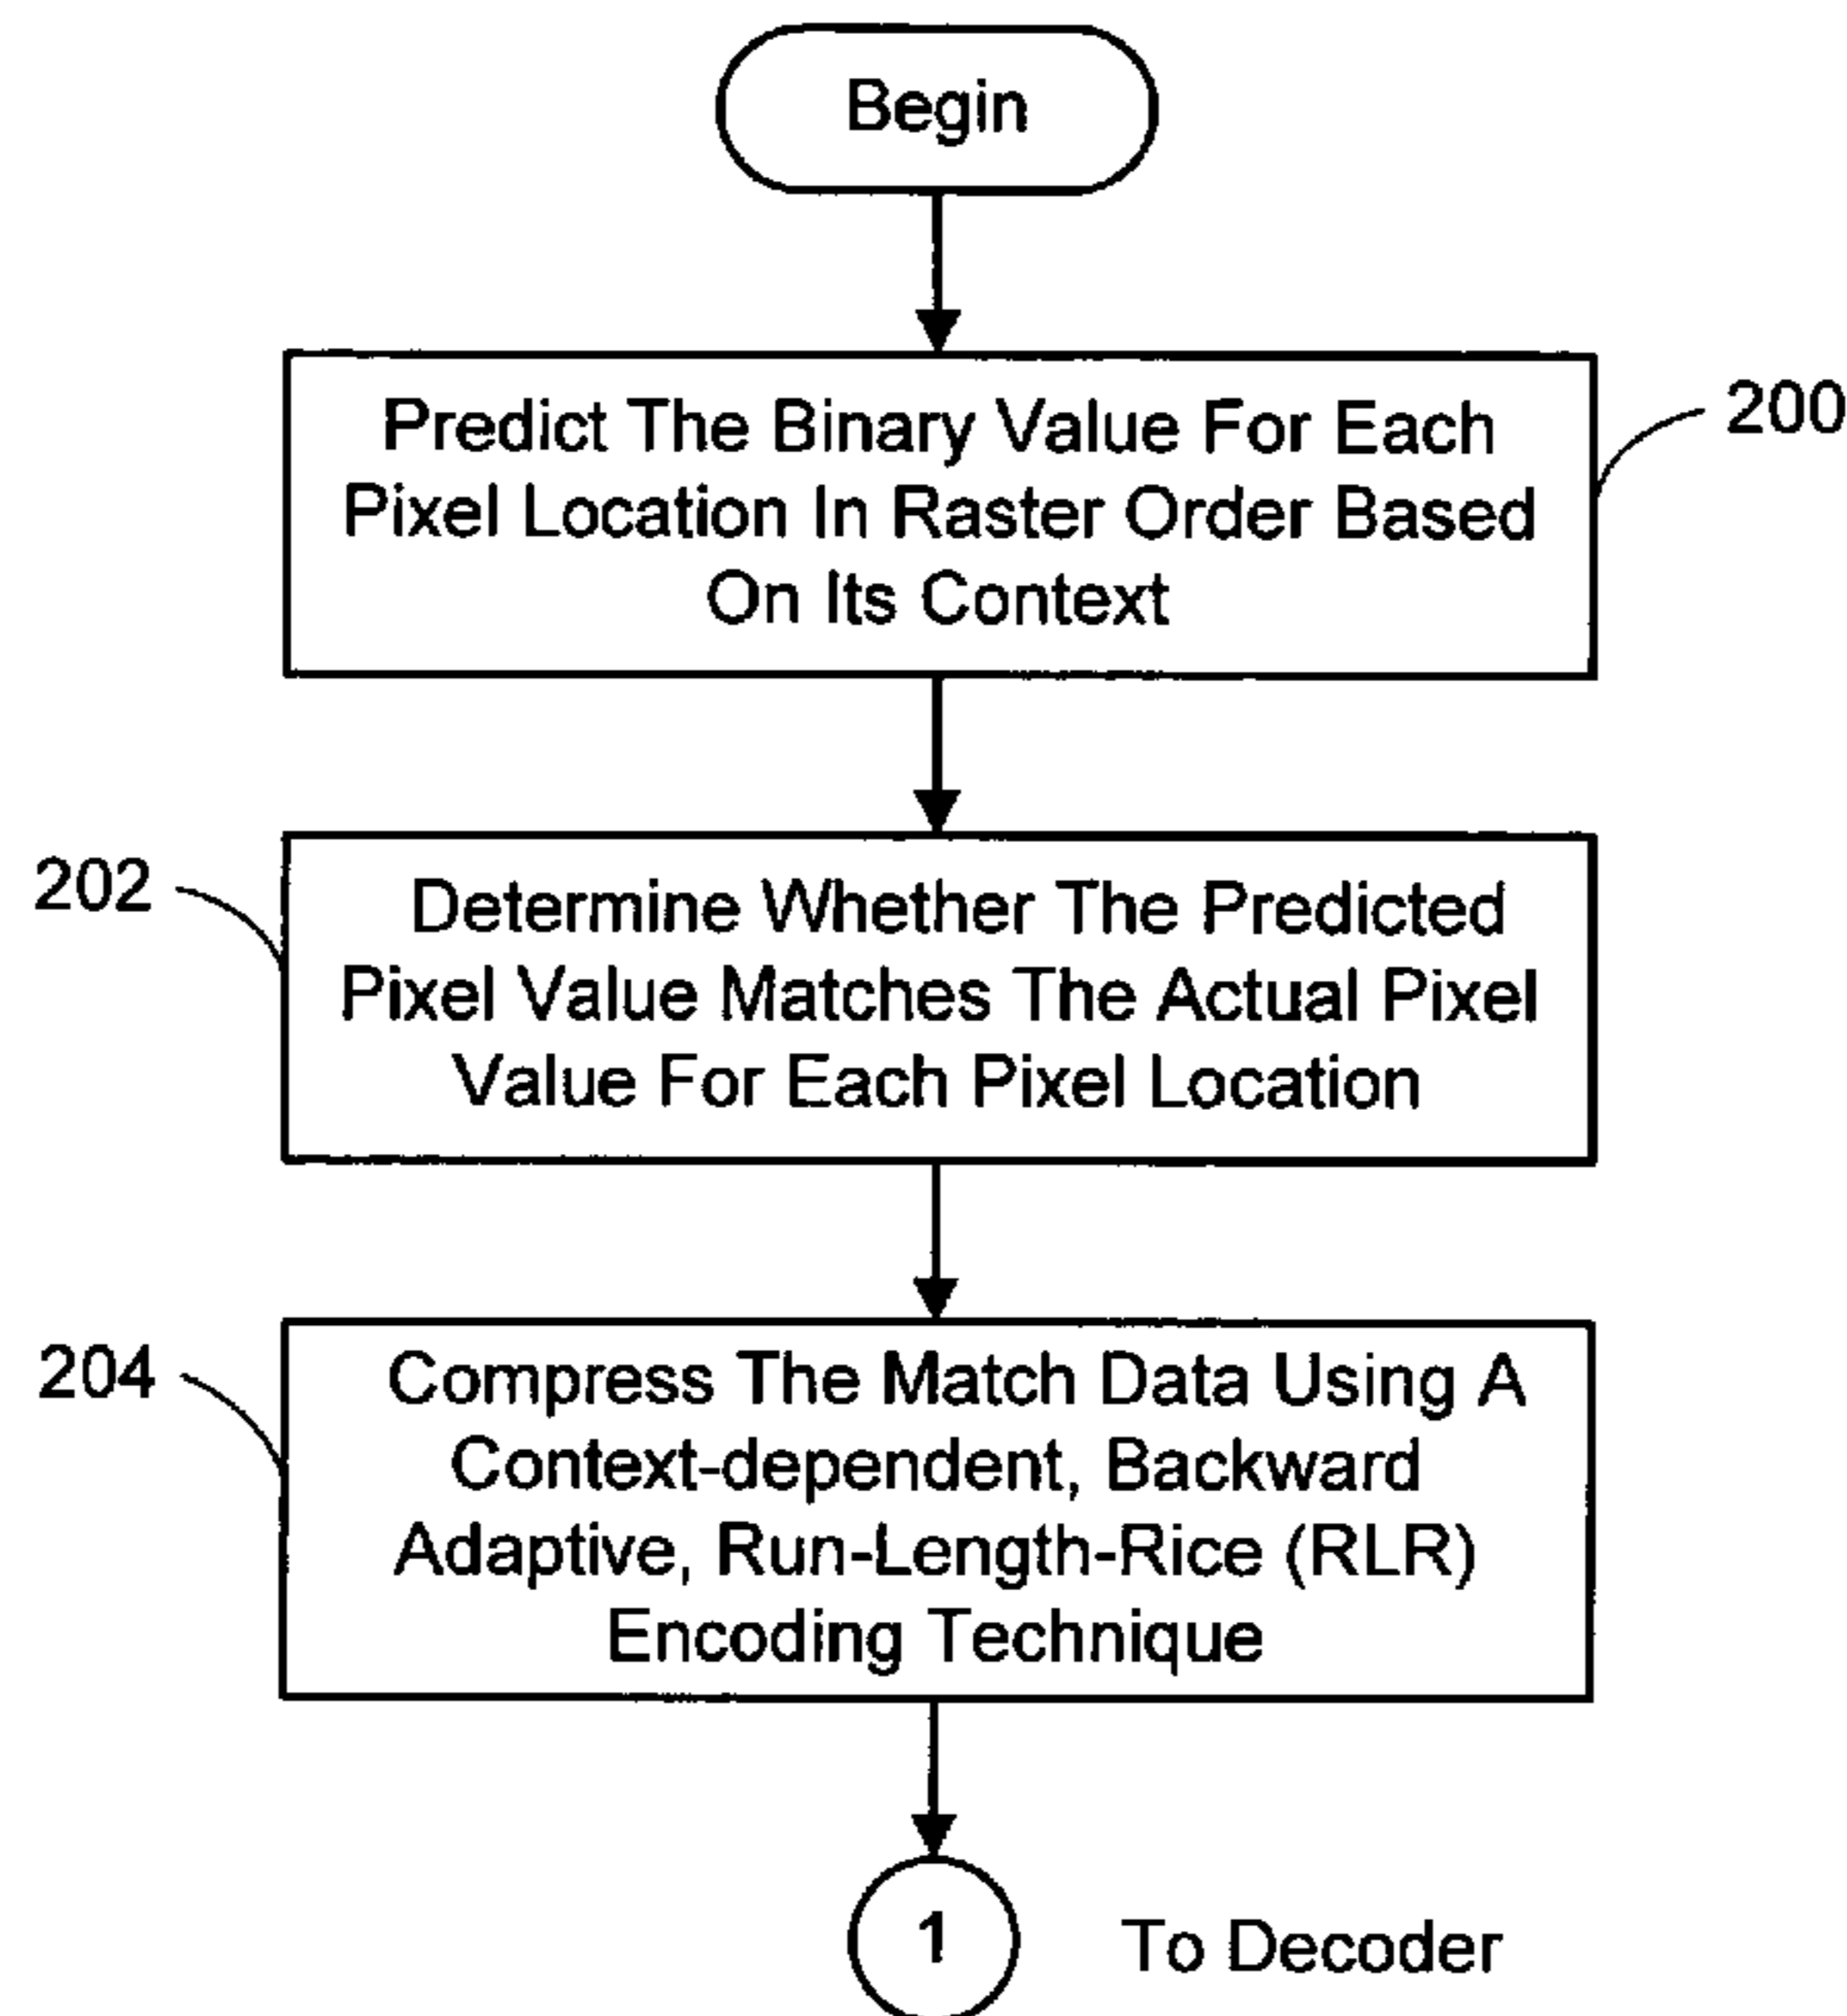 Begin
Predict The Binary Value For Each
Pixel Location In Raster Order Based
On Its Context
200
202
Determine Whether The Predicted
Pixel Value Matches The Actual Pixel
Value For Each Pixel Location
204
Compress The Match Data Using A
Context-dependent, Backward
Adaptive, Run-Length-Rice (RLR)
Encoding Technique
1
To Decoder